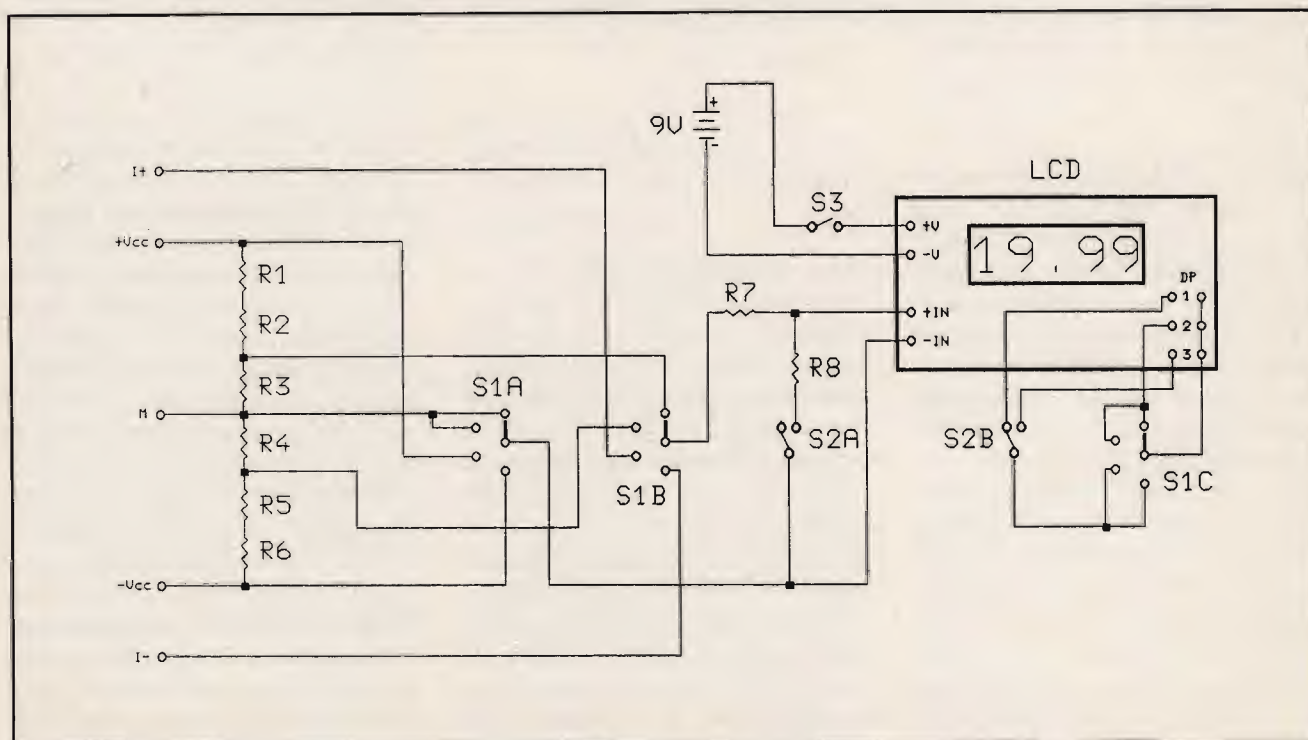 9V
+
-
LCD
I+
S3
+V
-V
19.99
+Vcc
R1
DP
R7
1
R2
+IN
2
-IN
3
R3
S1A
R8
M
R4
S2A
S2B
R5
S1B
S1C
R6
-Vcc
I-